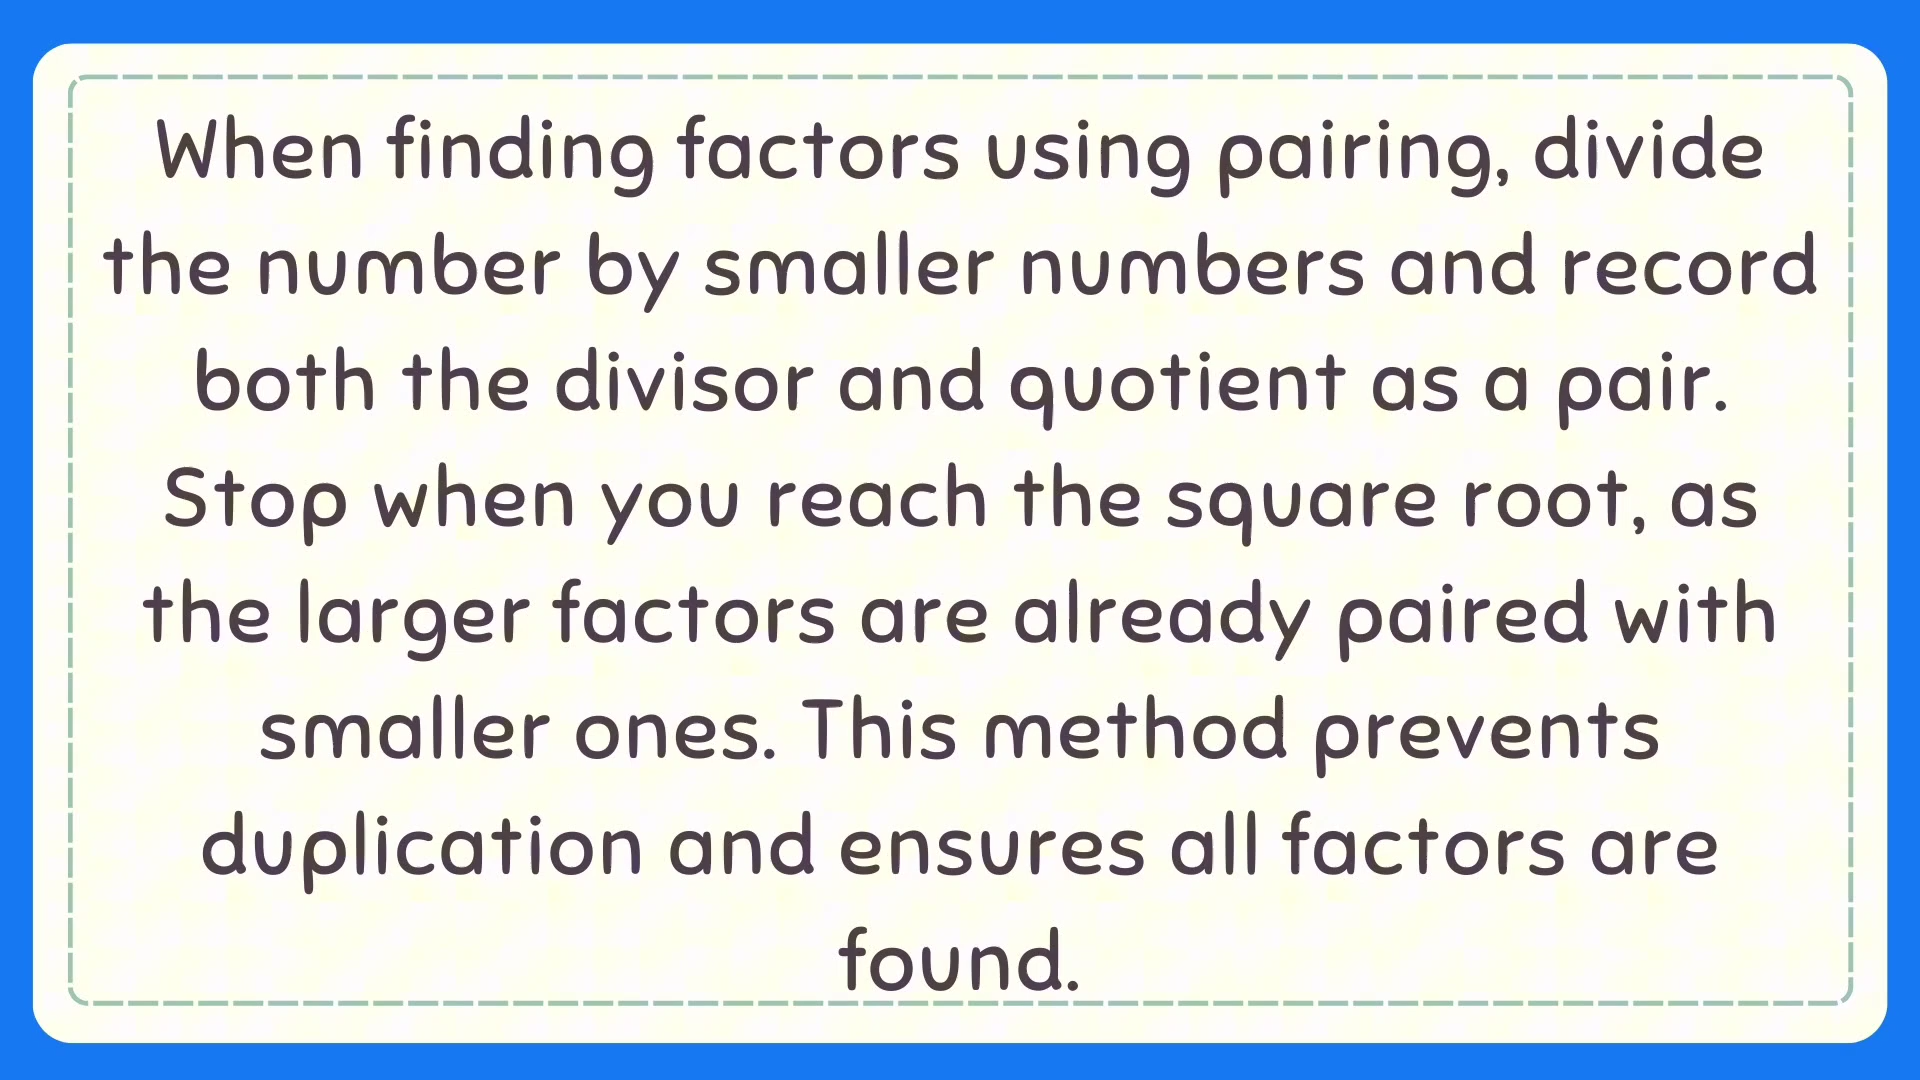 When finding factors using pairing, divide
the number by smaller numbers and record
both the divisor and quotient as a pair.
Stop when you reach the square root, as
the larger factors are already paired with
smaller ones. This method prevents
duplication and ensures all factors are
found.